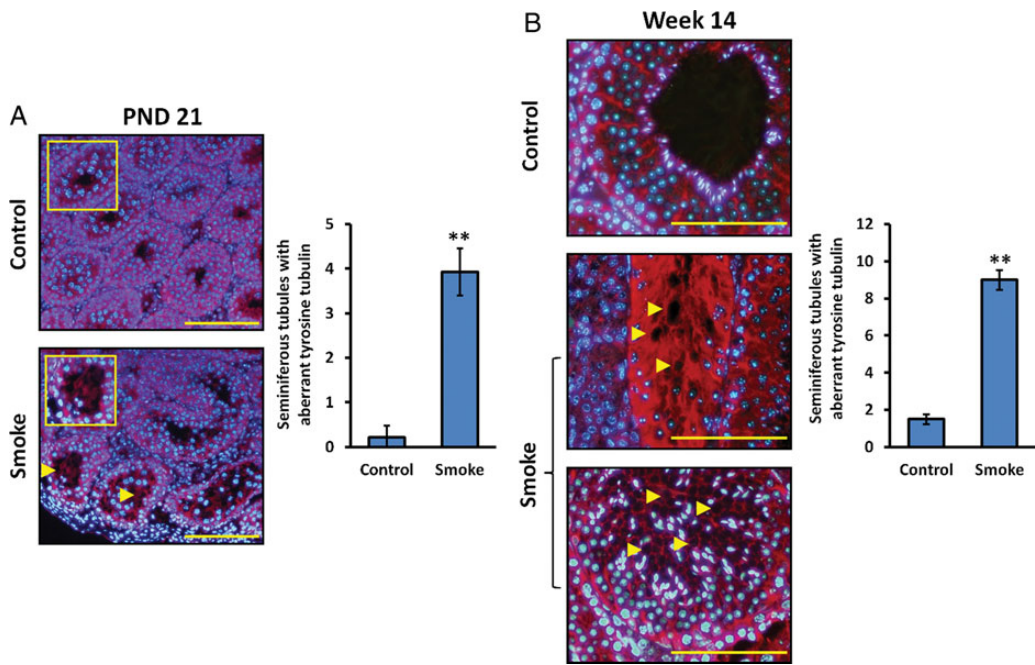 A
PND 21
Control
Smoke
Seminiferous tubules with
aberrant tyrosine tubulin
5
4
3
2
1
0
**
Control
Smoke
B
Week 14
Control
Smoke
Seminiferous tubules with
aberrant tyrosine tubulin
12
10
8
6
4
2
0
**
Control
Smoke